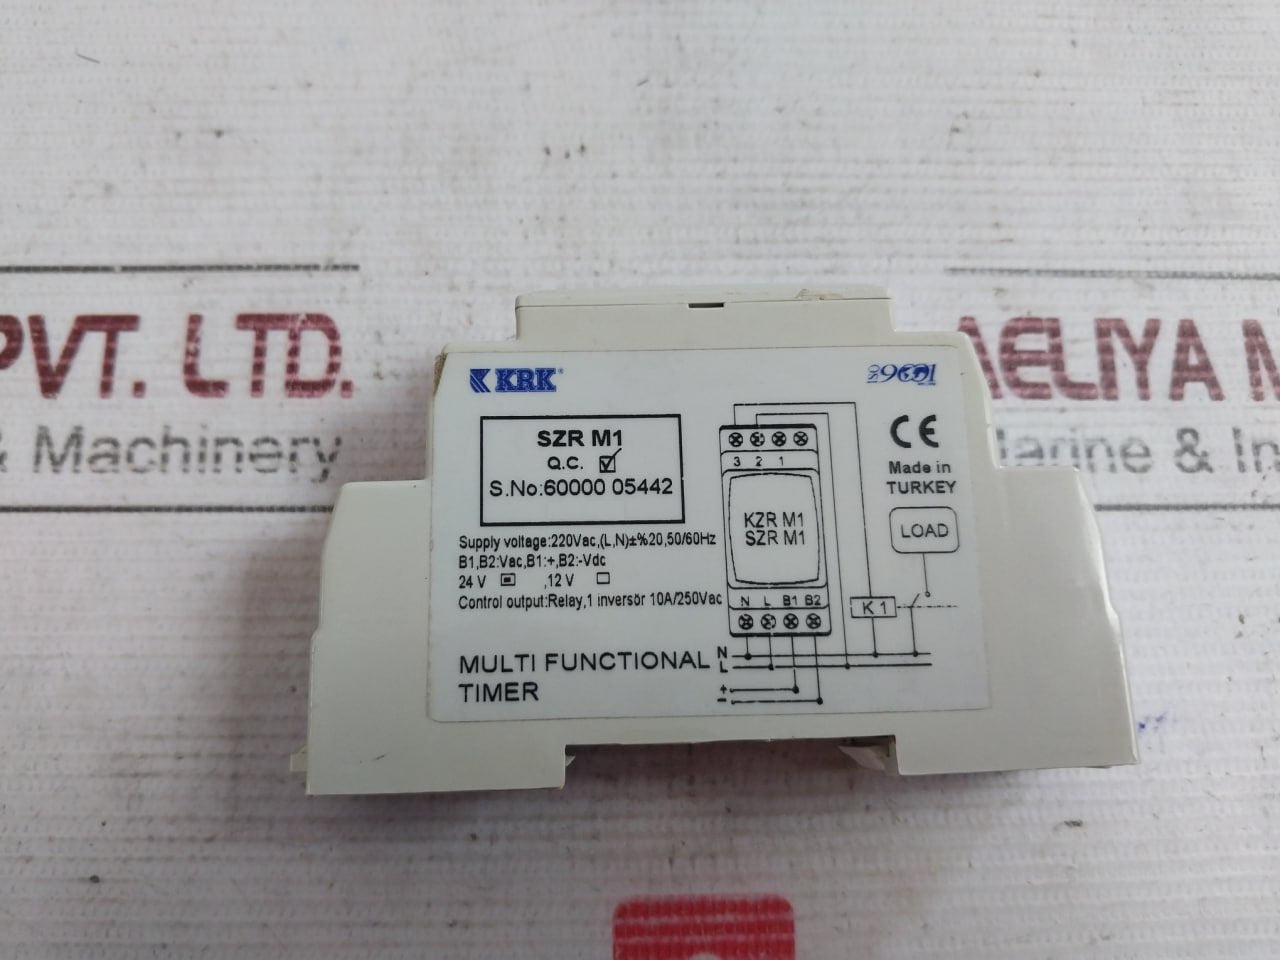 PVT. LTD.
& Machinery
AELIYA M
arine & In
KRK
ISO 9001
SZR M1
Q.C.
S.No:60000 05442
Supply voltage:220Vac,(L,N)±%20,50/60Hz
B1,B2:Vac,B1:+,B2:-Vdc
24 V ,12 V
Control output:Relay,1 inversör 10A/250Vac
MULTI FUNCTIONAL
TIMER
3 2 1
KZR M1
SZR M1
N L B1 B2
N
L
+
-
CE
Made in
TURKEY
LOAD
K1